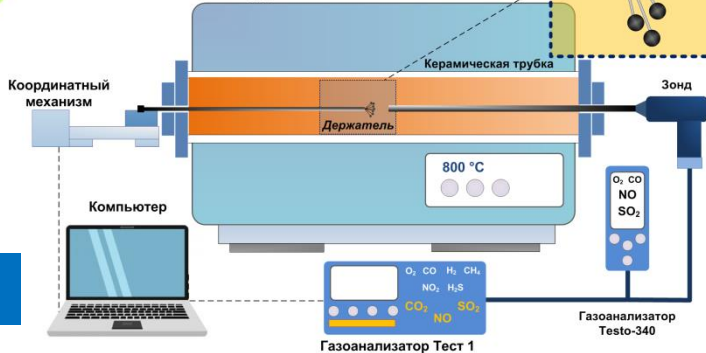 Керамическая трубка
Координатный
механизм
Зонд
Держатель
800 °C
O₂ CO
NO
SO₂
Компьютер
O₂ CO H₂ CH₄
NO₂ H₂S
CO₂ SO₂
NO
Газоанализатор
Testo-340
Газоанализатор Тест 1